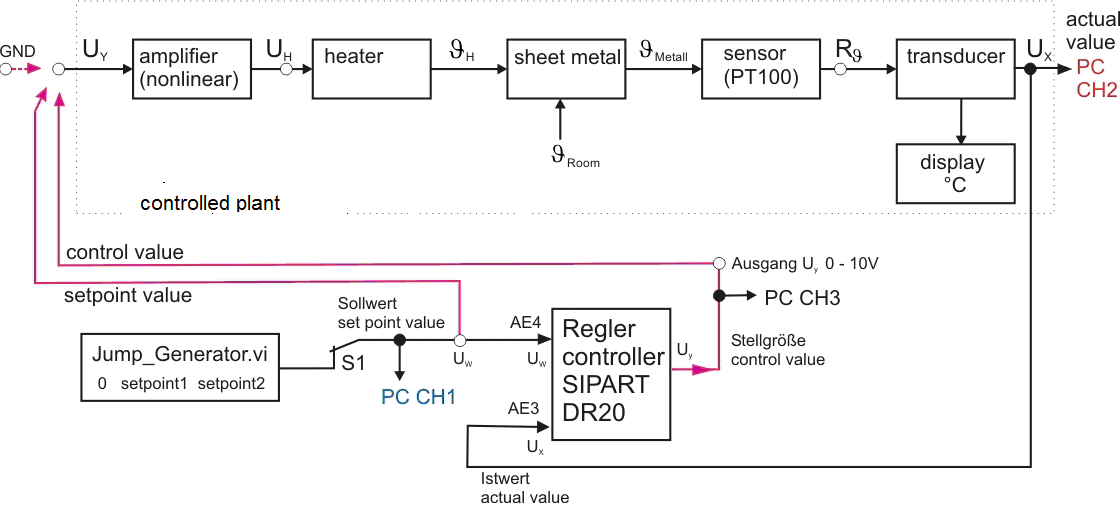 GND
U_Y
amplifier
(nonlinear)
U_H
heater
ϑ_H
sheet metal
ϑ_Metall
sensor
(PT100)
R_ϑ
transducer
U_X
actual
value
PC
CH2
ϑ_Room
display
°C
controlled plant
control value
setpoint value
Ausgang U_y 0 - 10V
PC CH3
Sollwert
set point value
Jump_Generator.vi
0 setpoint1 setpoint2
S1
PC CH1
U_w
AE4
U_w
Regler
controller
SIPART
DR20
U_y
Stellgröße
control value
AE3
U_x
Istwert
actual value